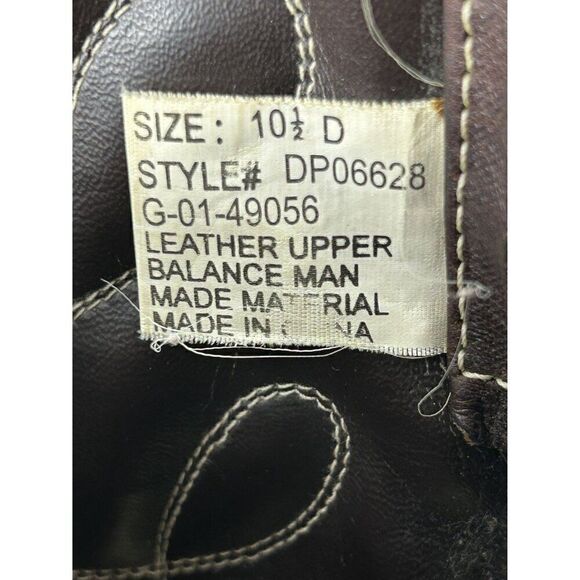 SIZE: 10½ D
STYLE# DP06628
G-01-49056
LEATHER UPPER
BALANCE MAN
MADE MATERIAL
MADE IN